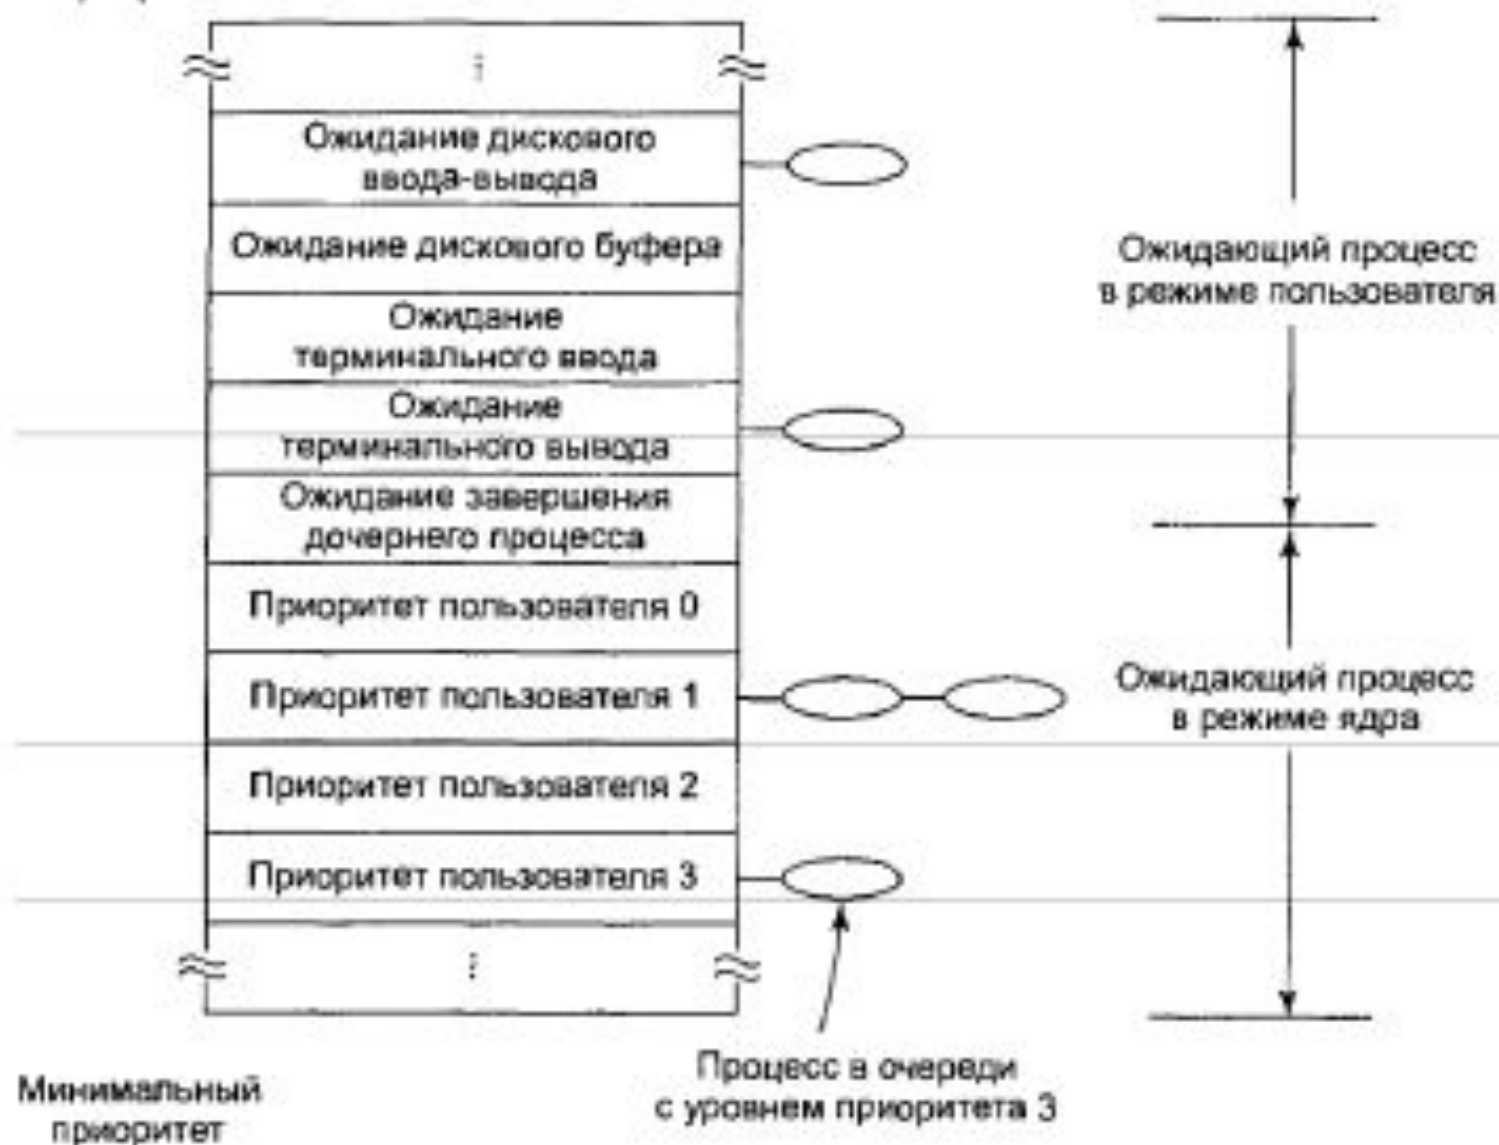 Ожидание дискового
ввода-вывода
Ожидание дискового буфера
Ожидание
терминального ввода
Ожидание
терминального вывода
Ожидание завершения
дочернего процесса
Приоритет пользователя 0
Приоритет пользователя 1
Приоритет пользователя 2
Приоритет пользователя 3
Ожидающий процесс
в режиме пользователя
Ожидающий процесс
в режиме ядра
Процесс в очереди
с уровнем приоритета 3
Минимальный
приоритет